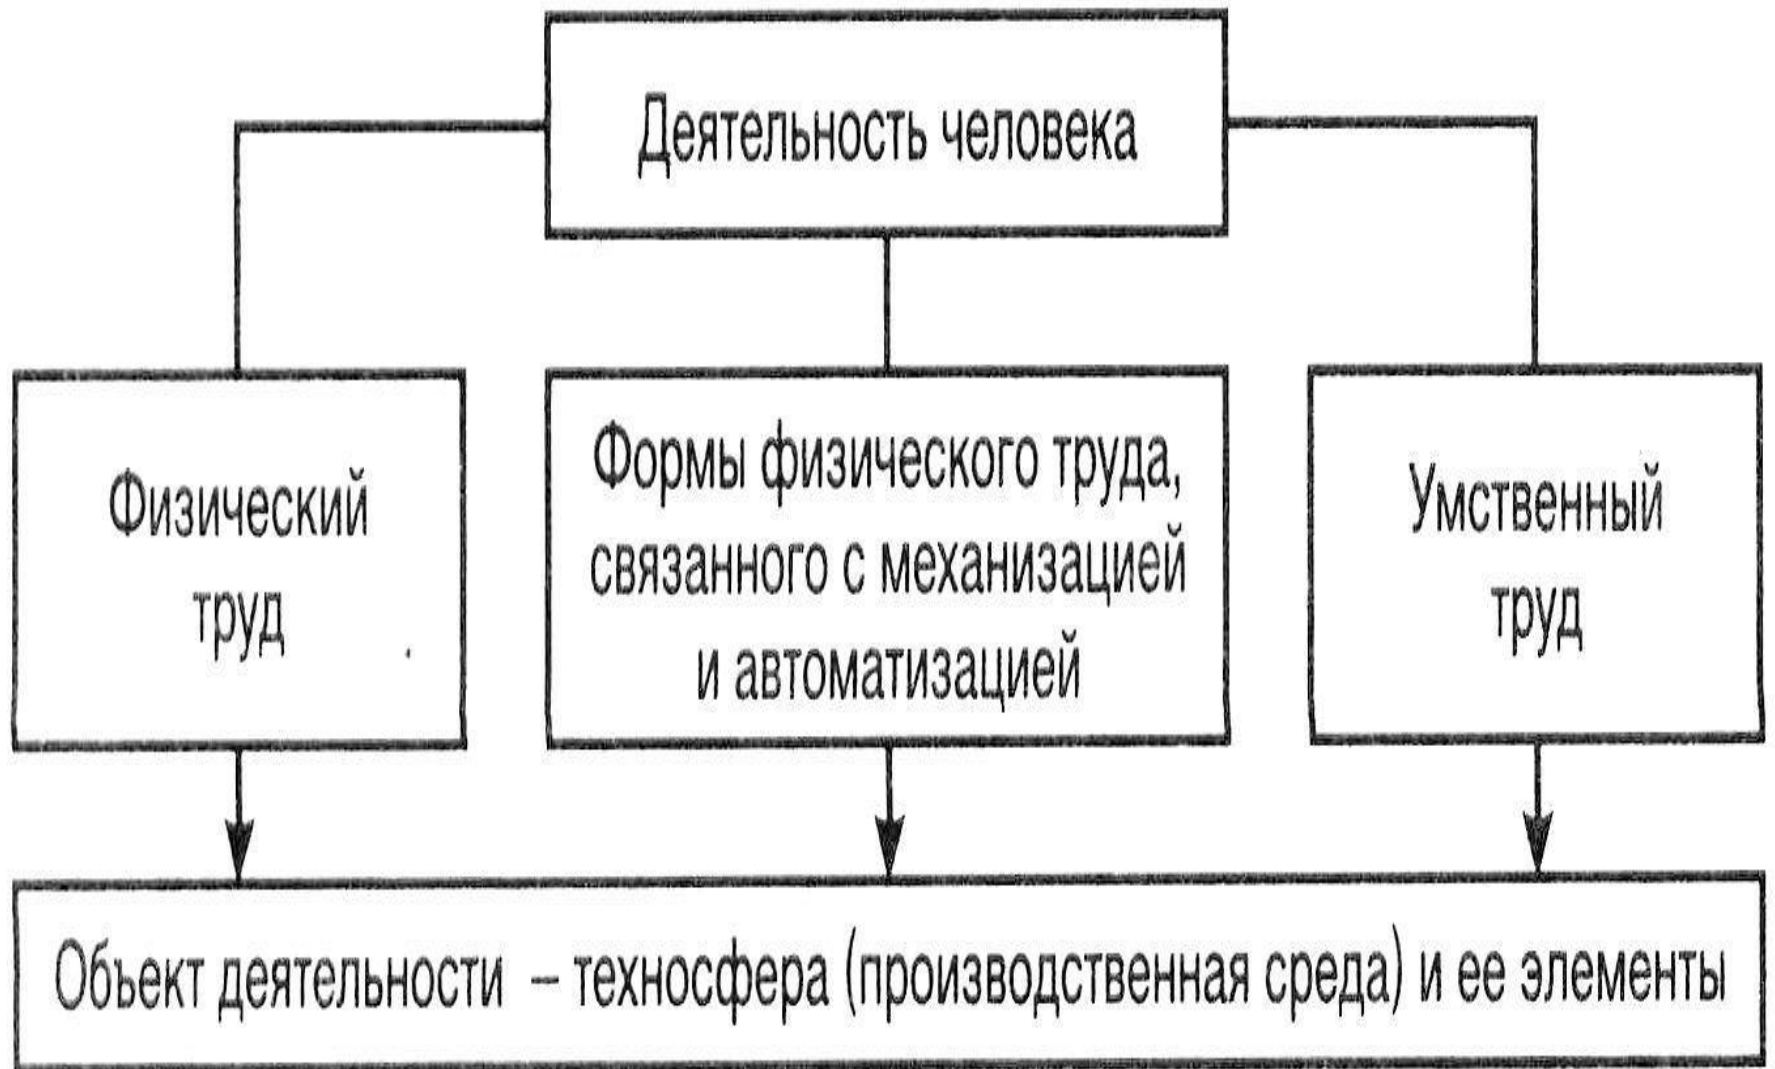 Деятельность человека
Физический
труд
Формы физического труда,
связанного с механизацией
и автоматизацией
Умственный
труд
Объект деятельности – техносфера (производственная среда) и ее элементы